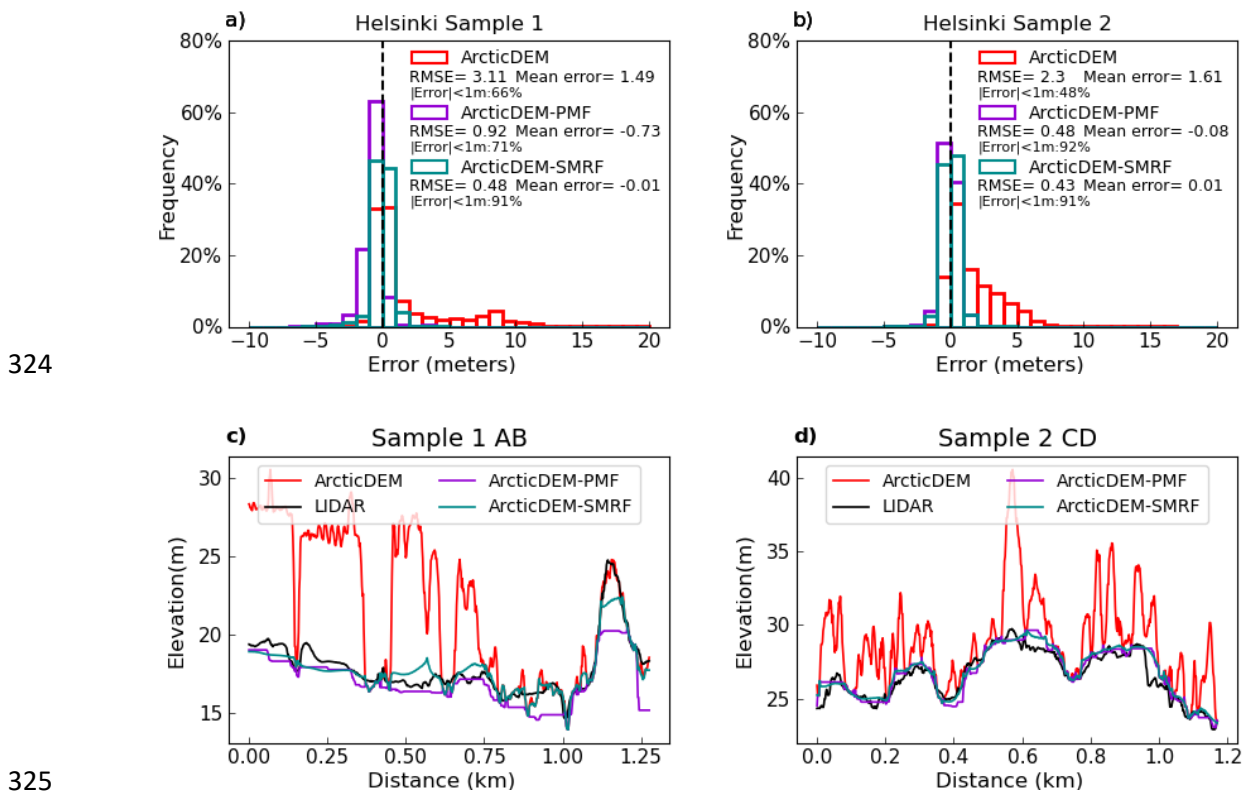 a) Helsinki Sample 1
80%
60%
40%
20%
0%
Frequency
ArcticDEM
RMSE= 3.11 Mean error= 1.49
|Error|<1m:66%
ArcticDEM-PMF
RMSE= 0.92 Mean error= -0.73
|Error|<1m:71%
ArcticDEM-SMRF
RMSE= 0.48 Mean error= -0.01
|Error|<1m:91%
−10 −5 0 5 10 15 20
Error (meters)
b) Helsinki Sample 2
80%
60%
40%
20%
0%
Frequency
ArcticDEM
RMSE= 2.3 Mean error= 1.61
|Error|<1m:48%
ArcticDEM-PMF
RMSE= 0.48 Mean error= -0.08
|Error|<1m:92%
ArcticDEM-SMRF
RMSE= 0.43 Mean error= 0.01
|Error|<1m:91%
−10 −5 0 5 10 15 20
Error (meters)
324
c) Sample 1 AB
30
25
20
15
Elevation(m)
ArcticDEM ArcticDEM-PMF
LIDAR ArcticDEM-SMRF
0.00 0.25 0.50 0.75 1.00 1.25
Distance (km)
d) Sample 2 CD
40
35
30
25
Elevation(m)
ArcticDEM ArcticDEM-PMF
LIDAR ArcticDEM-SMRF
0.0 0.2 0.4 0.6 0.8 1.0 1.2
Distance (km)
325